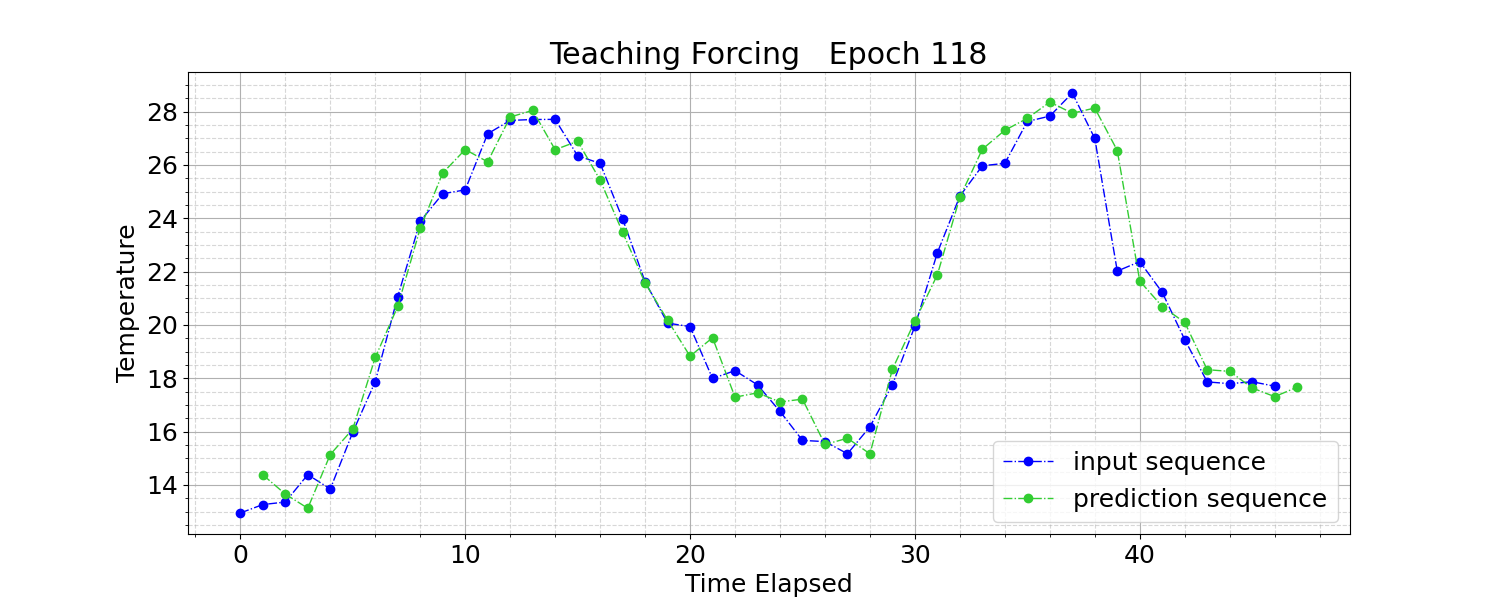 Teaching Forcing   Epoch 118
Temperature
28
26
24
22
20
18
16
14
input sequence
prediction sequence
0 10 20 30 40
Time Elapsed